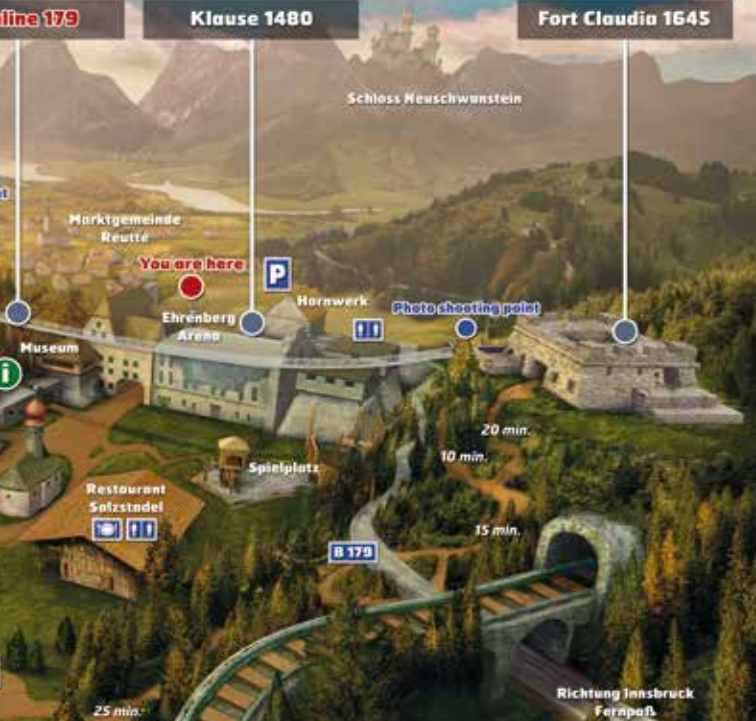 line 179
Klause 1480
Fort Claudia 1645
Schloss Neuschwanstein
Marktgemeinde
Reutte
You are here
P
Hornwerk
Photo shooting point
Ehrenberg
Arena
Museum
i
20 min.
10 min.
Spielplatz
Restaurant
Salzstadel
15 min.
B 179
25 min.
Richtung Innsbruck
Fernpaß